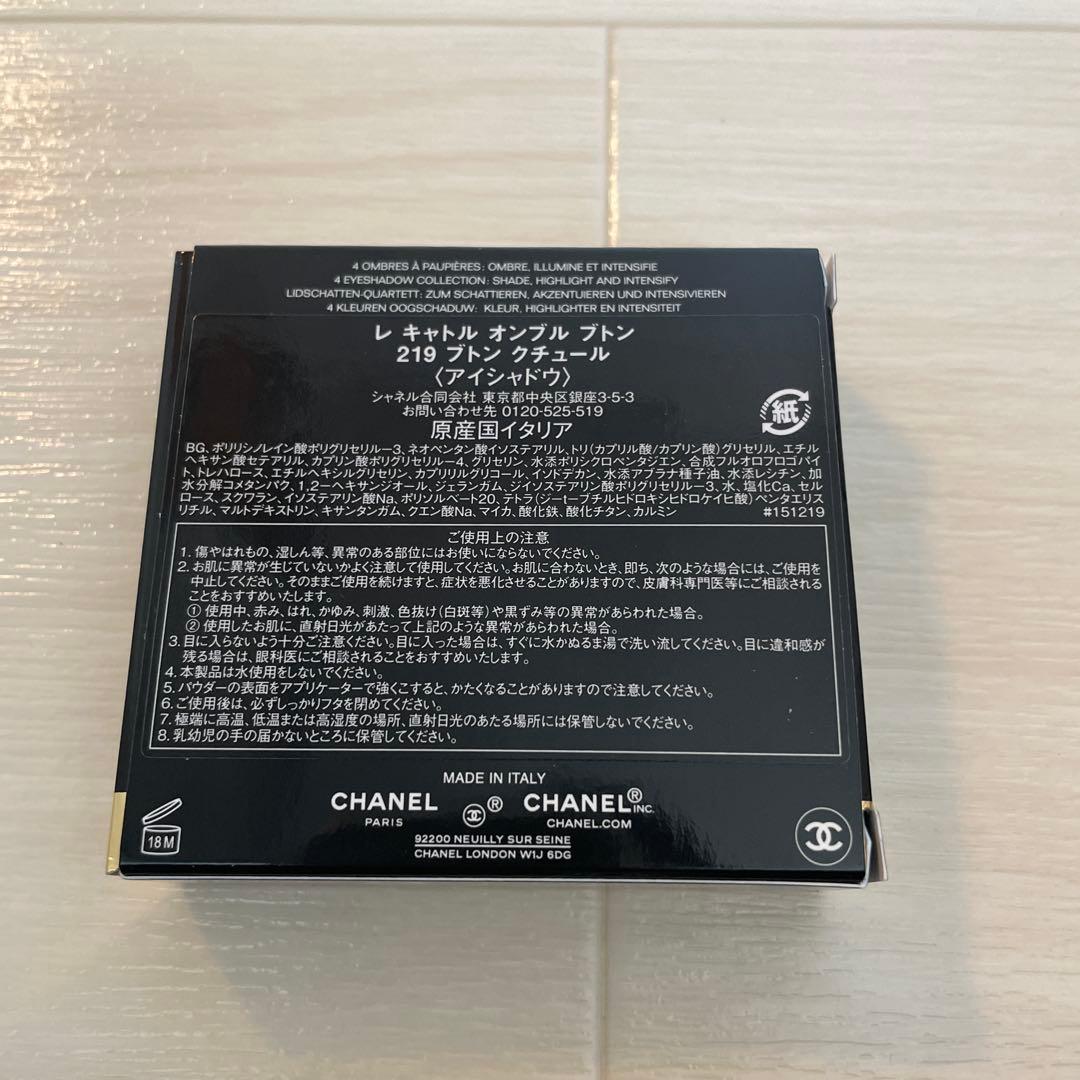 4 OMBRES À PAUPIÈRES: OMBRE, ILLUMINE ET INTENSIFIE
4 EYESHADOW COLLECTION: SHADE, HIGHLIGHT AND INTENSIFY
LIDSCHATTEN-QUARTETT: ZUM SCHATTIEREN, AKZENTUIEREN UND INTENSIVIEREN
4 KLEUREN OOGSCHADUW: KLEUR, HIGHLIGHTER EN INTENSITEIT
レ キャトル オンブル ブトン
219 ブトン クチュール
〈アイシャドウ〉
シャネル合同会社 東京都中央区銀座3-5-3
お問い合わせ先 0120-525-519
原産国イタリア
紙
BG、ポリリシノレイン酸ポリグリセリル-3、ネオペンタン酸イソステアリル、トリ(カプリル酸/カプリン酸)グリセリル、エチル
ヘキサン酸セテアリル、カプリン酸ポリグリセリル-4、グリセリン、水添ポリシクロペンタジエン、合成フルオロフロゴパイ
ト、トレハロース、エチルヘキシルグリセリン、カプリリルグリコール、イソドデカン、水添アブラナ種子油、水添レシチン、加
水分解コメタンパク、1,2-ヘキサンジオール、ジェランガム、ジイソステアリン酸ポリグリセリル-3、水、塩化Ca、セル
ロース、スクワラン、イソステアリン酸Na、ポリソルベート20、テトラ(ジ-t-ブチルヒドロキシヒドロケイヒ酸)ペンタエリス
リチル、マルトデキストリン、キサンタンガム、クエン酸Na、マイカ、酸化鉄、酸化チタン、カルミン #151219
ご使用上の注意
1. 傷やはれもの、湿しん等、異常のある部位にはお使いにならないでください。
2. お肌に異常が生じていないかよく注意して使用してください。お肌に合わないとき、即ち、次のような場合には、ご使用を
中止してください。そのままご使用を続けますと、症状を悪化させることがありますので、皮膚科専門医等にご相談される
ことをおすすめいたします。
① 使用中、赤み、はれ、かゆみ、刺激、色抜け(白斑等)や黒ずみ等の異常があらわれた場合。
② 使用したお肌に、直射日光があたって上記のような異常があらわれた場合。
3. 目に入らないよう十分ご注意ください。目に入った場合は、すぐに水かぬるま湯で洗い流してください。目に違和感が
残る場合は、眼科医にご相談されることをおすすめいたします。
4. 本製品は水使用をしないでください。
5. パウダーの表面をアプリケーターで強くこすると、かたくなることがありますので注意してください。
6. ご使用後は、必ずしっかりフタを閉めてください。
7. 極端に高温、低温または高湿度の場所、直射日光のあたる場所には保管しないでください。
8. 乳幼児の手の届かないところに保管してください。
MADE IN ITALY
CHANEL ® CHANEL® INC.
PARIS CHANEL.COM
92200 NEUILLY SUR SEINE
CHANEL LONDON W1J 6DG
18 M